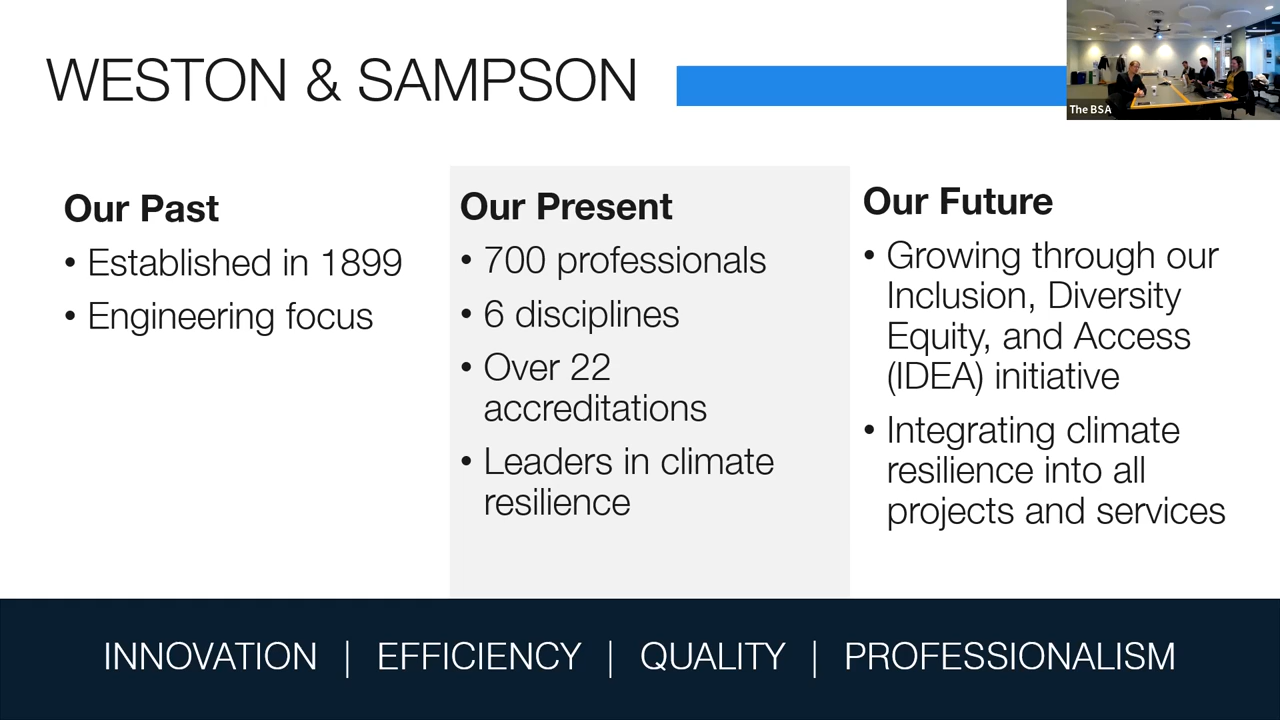 WESTON & SAMPSON
The BSA
Our Past
• Established in 1899
• Engineering focus
Our Present
• 700 professionals
• 6 disciplines
• Over 22
accreditations
• Leaders in climate
resilience
Our Future
• Growing through our
Inclusion, Diversity
Equity, and Access
(IDEA) initiative
• Integrating climate
resilience into all
projects and services
INNOVATION | EFFICIENCY | QUALITY | PROFESSIONALISM